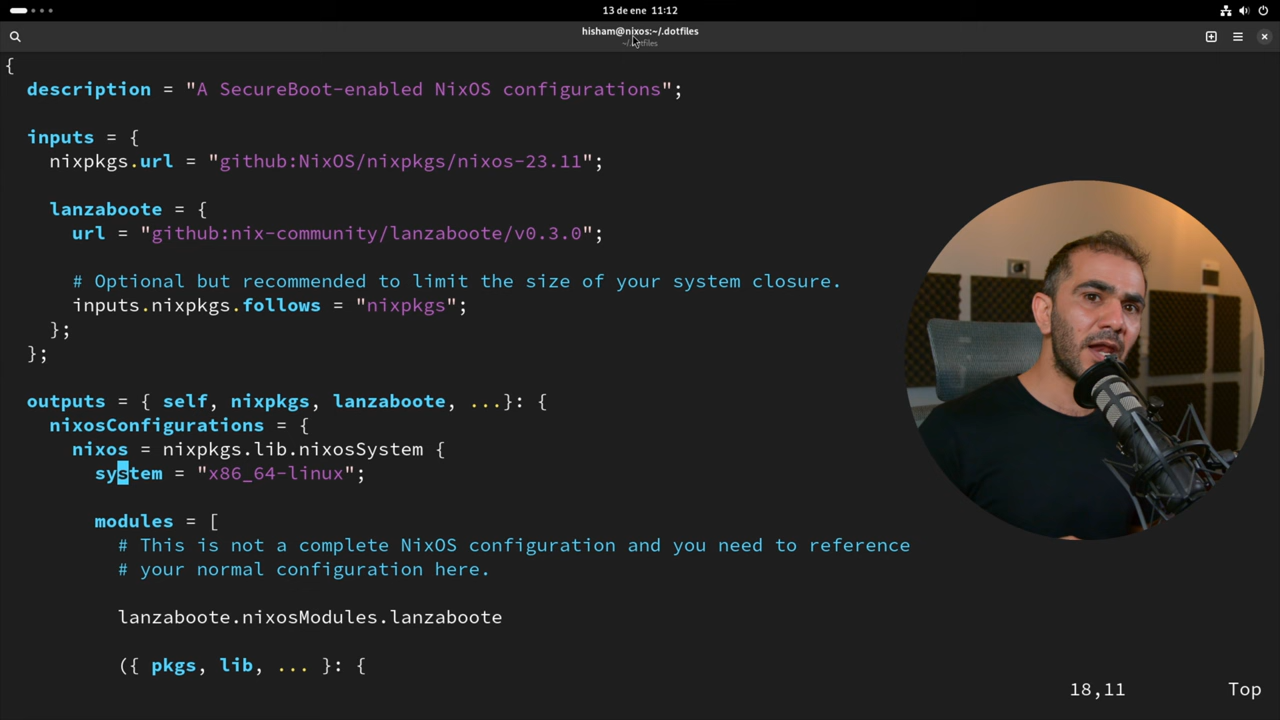 13 de ene 11:12
hisham@nixos:~/.dotfiles
~/.dotfiles
{
description = "A SecureBoot-enabled NixOS configurations";
inputs = {
nixpkgs.url = "github:NixOS/nixpkgs/nixos-23.11";
lanzaboote = {
url = "github:nix-community/lanzaboote/v0.3.0";
# Optional but recommended to limit the size of your system closure.
inputs.nixpkgs.follows = "nixpkgs";
};
};
outputs = { self, nixpkgs, lanzaboote, ...}: {
nixosConfigurations = {
nixos = nixpkgs.lib.nixosSystem {
system = "x86_64-linux";
modules = [
# This is not a complete NixOS configuration and you need to reference
# your normal configuration here.
lanzaboote.nixosModules.lanzaboote
({ pkgs, lib, ... }: {
18,11 Top